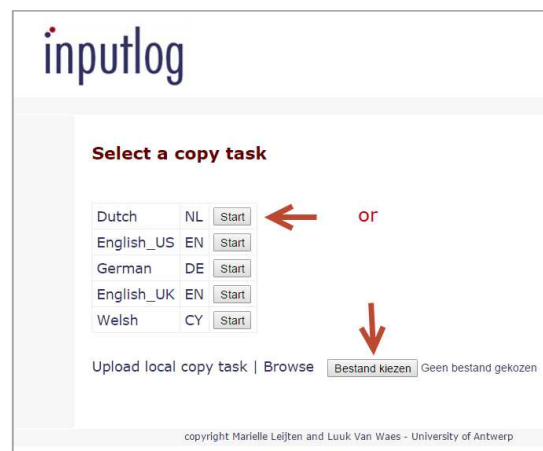 inputlog
Select a copy task
Dutch NL Start
or
English_US EN Start
German DE Start
English_UK EN Start
Welsh CY Start
Upload local copy task | Browse Bestand kiezen Geen bestand gekozen
copyright Marielle Leijten and Luuk Van Waes - University of Antwerp